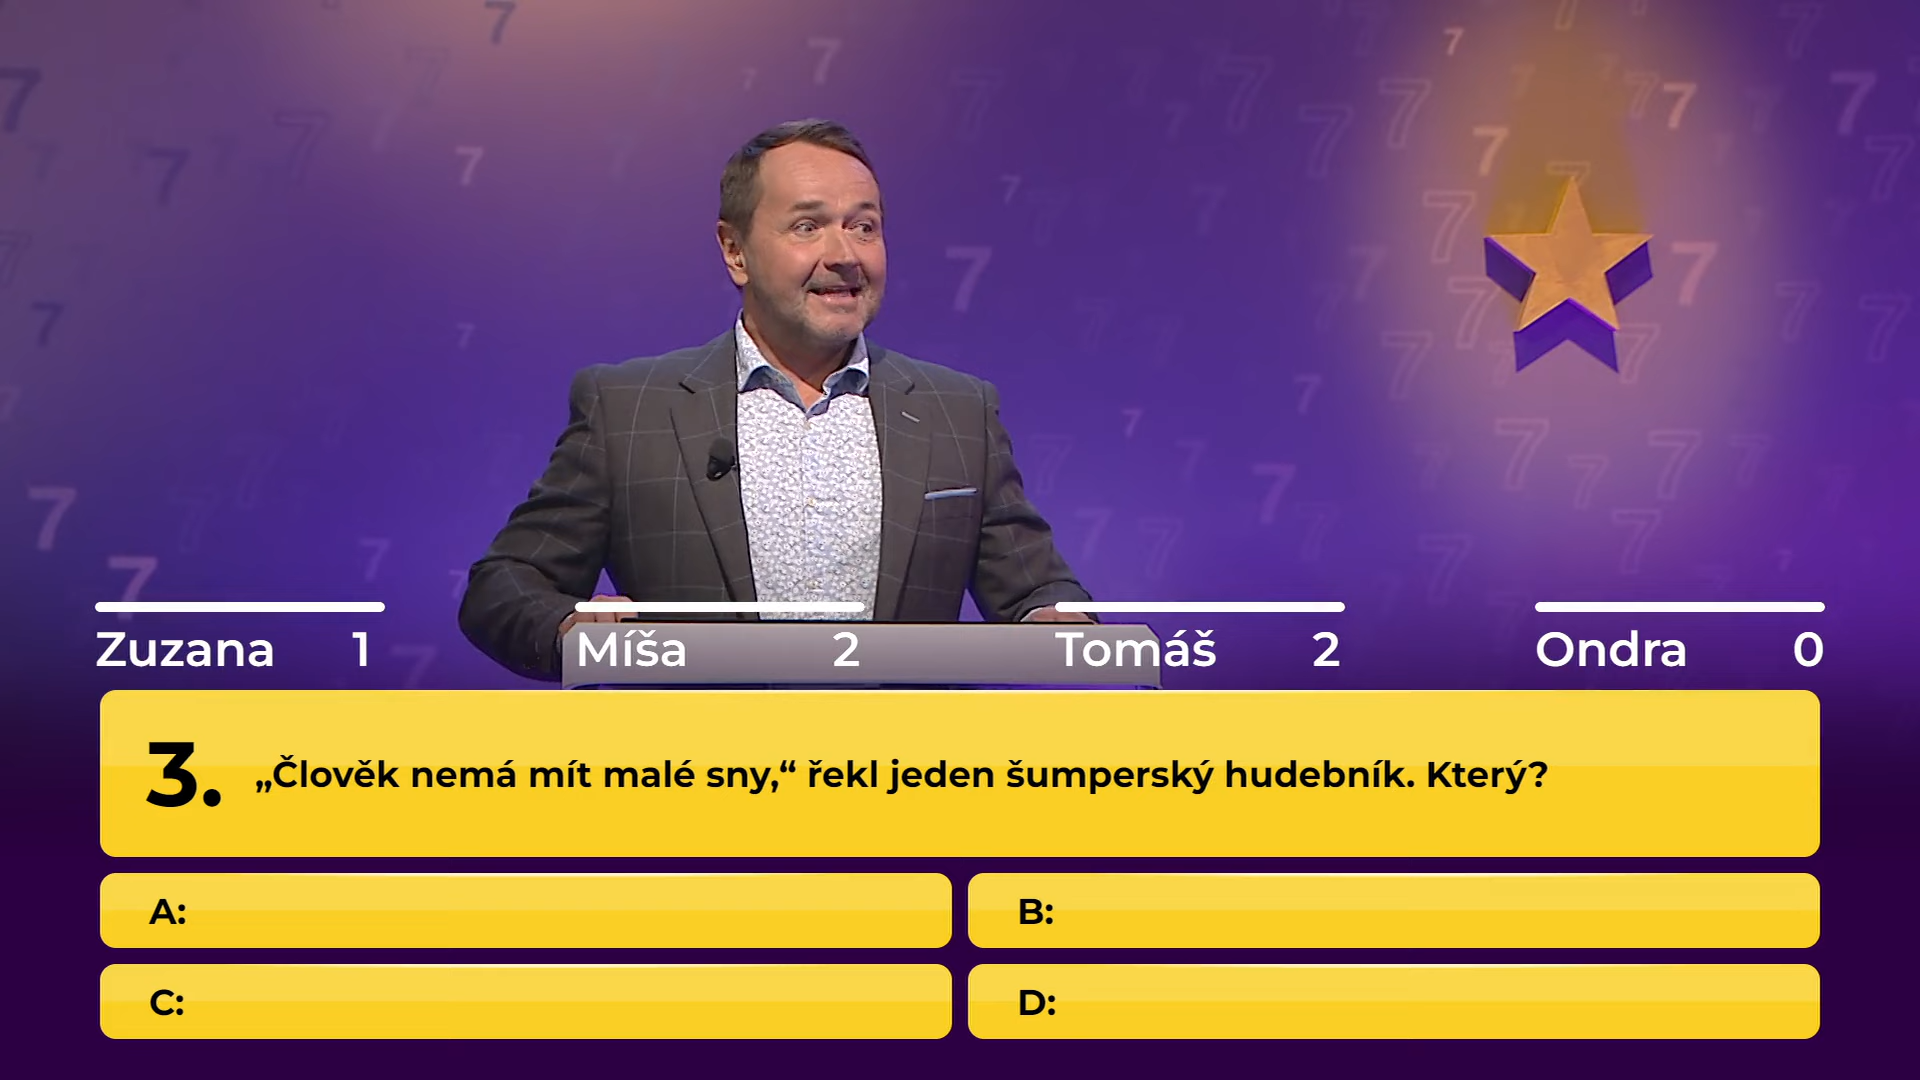 Zuzana 1 Míša 2 Tomáš 2 Ondra 0
3. „Člověk nemá mít malé sny,“ řekl jeden šumperský hudebník. Který?
A: B:
C: D: